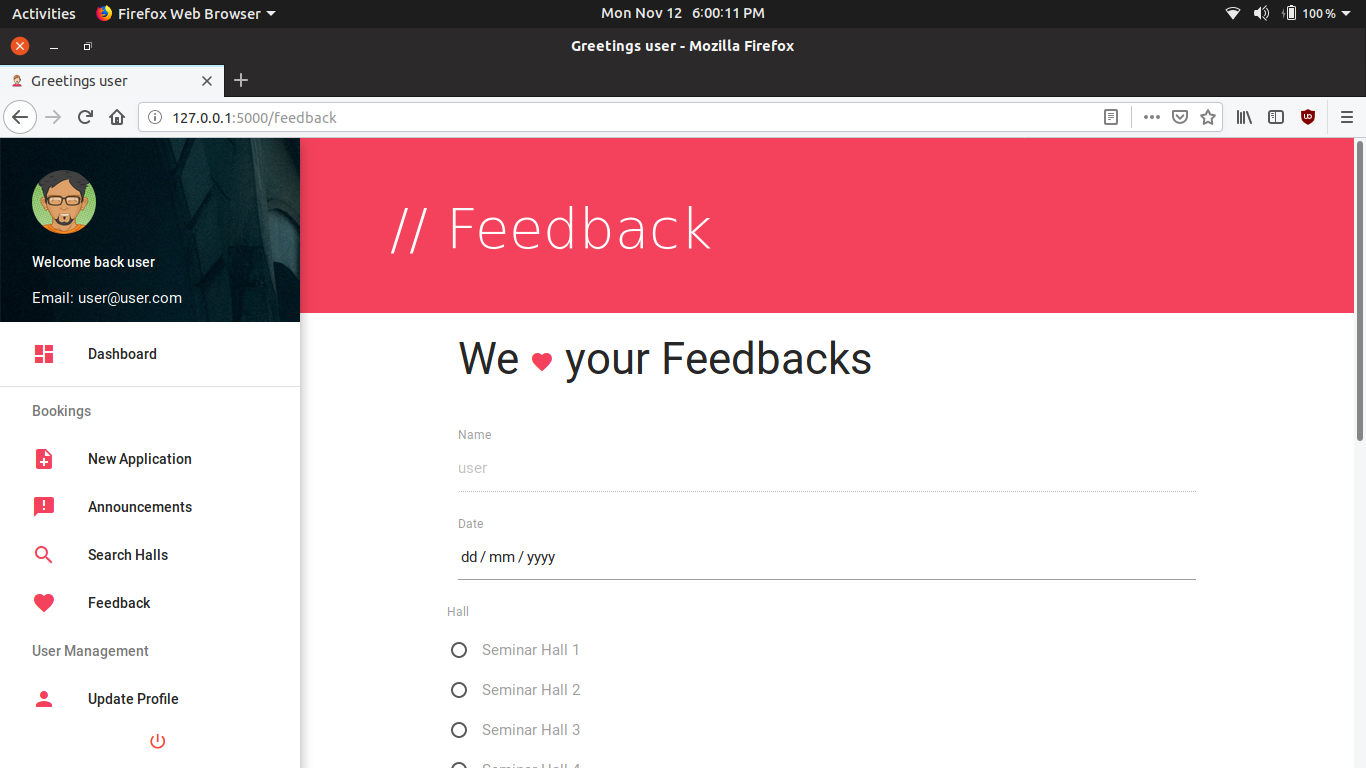 Activities Firefox Web Browser Mon Nov 12 6:00:11 PM 100 %
Greetings user - Mozilla Firefox
Greetings user
127.0.0.1:5000/feedback
Welcome back user
Email: user@user.com
Dashboard
Bookings
New Application
Announcements
Search Halls
Feedback
User Management
Update Profile
// Feedback
We ❤ your Feedbacks
Name
user
Date
dd / mm / yyyy
Hall
Seminar Hall 1
Seminar Hall 2
Seminar Hall 3
Seminar Hall 4